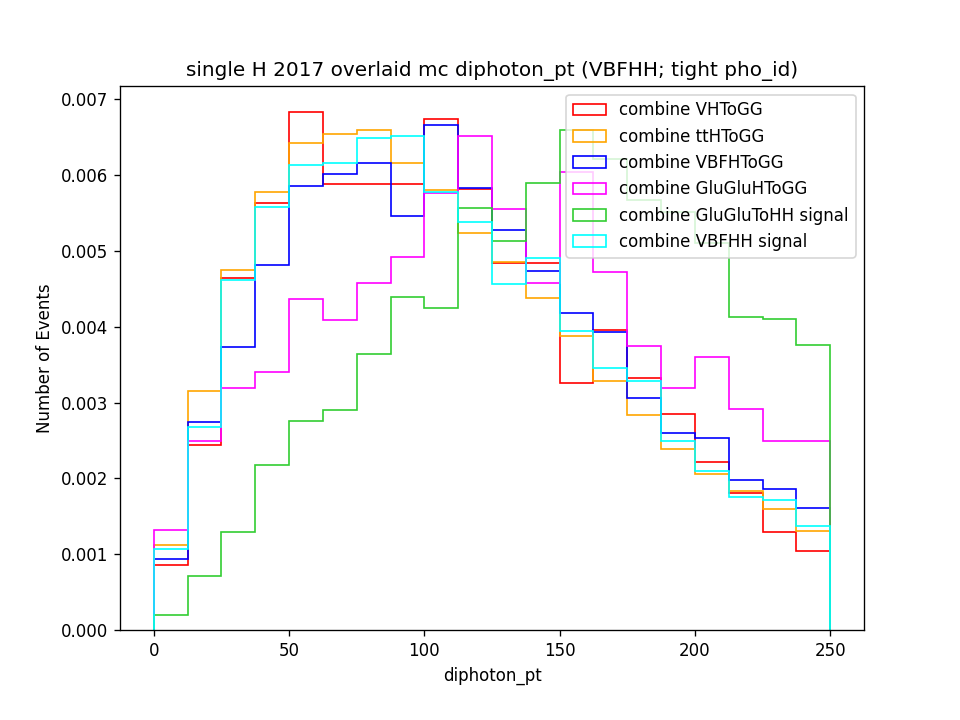 single H 2017 overlaid mc diphoton_pt (VBFHH; tight pho_id)
0.007
0.006
0.005
0.004
0.003
0.002
0.001
0.000
Number of Events
combine VHToGG
combine ttHToGG
combine VBFHToGG
combine GluGluHToGG
combine GluGluToHH signal
combine VBFHH signal
0 50 100 150 200 250
diphoton_pt